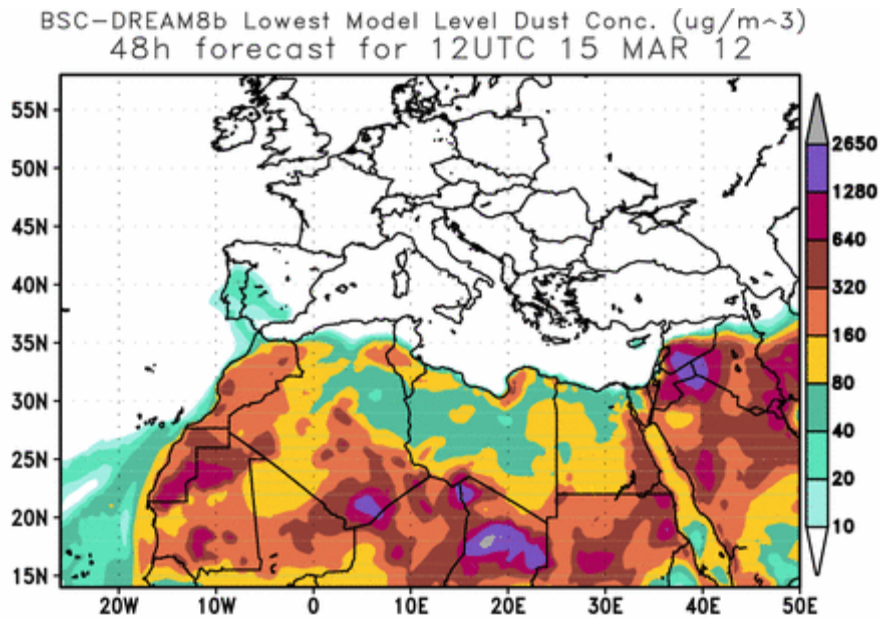 BSC-DREAM8b Lowest Model Level Dust Conc. (ug/m^3)
48h forecast for 12UTC 15 MAR 12
55N
50N
45N
40N
35N
30N
25N
20N
15N
20W 10W 0 10E 20E 30E 40E 50E
2650
1280
640
320
160
80
40
20
10